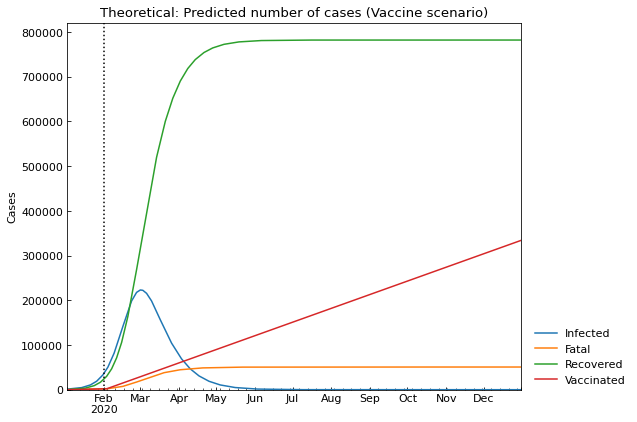 Theoretical: Predicted number of cases (Vaccine scenario)
800000
700000
600000
500000
400000
300000
200000
100000
0
Cases
Feb Mar Apr May Jun Jul Aug Sep Oct Nov Dec
2020
Infected
Fatal
Recovered
Vaccinated